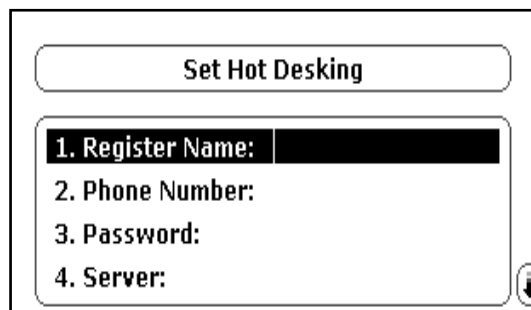 Set Hot Desking
1. Register Name:
2. Phone Number:
3. Password:
4. Server: